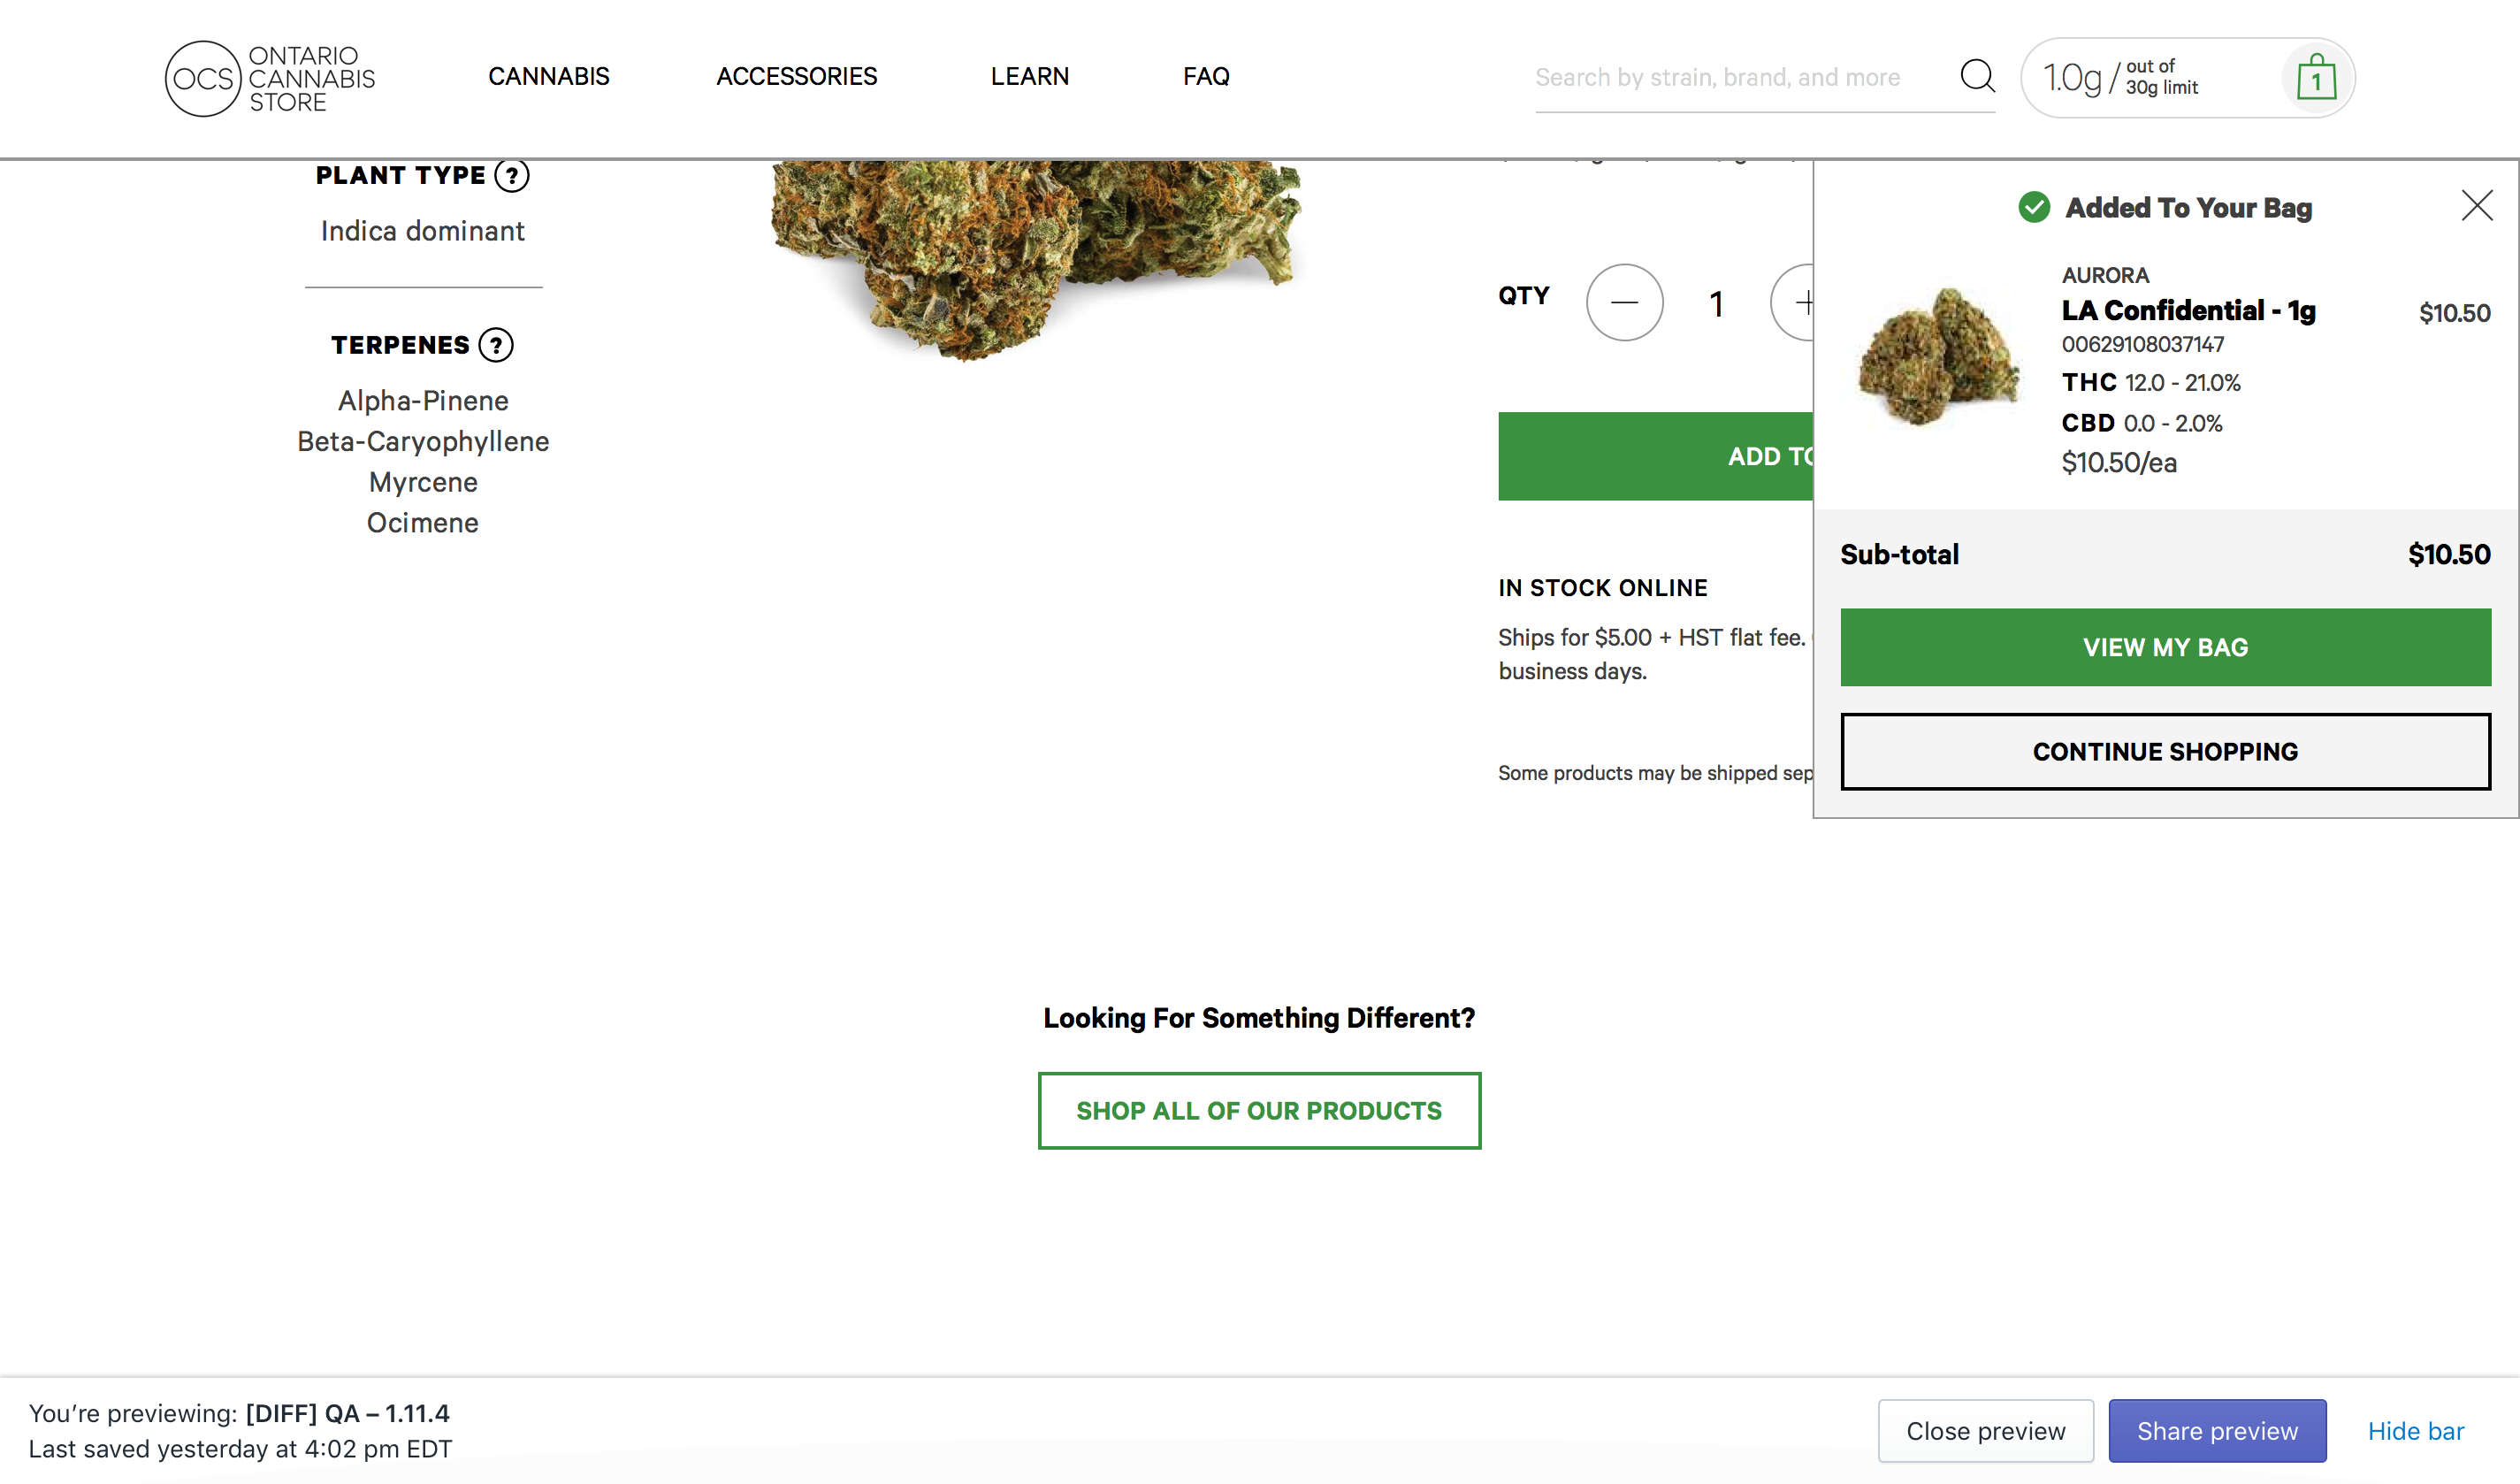 OCS ONTARIO
CANNABIS
STORE
CANNABIS
ACCESSORIES
LEARN
FAQ
Search by strain, brand, and more
1.0g / out of
30g limit
1
PLANT TYPE ?
Indica dominant
TERPENES ?
Alpha-Pinene
Beta-Caryophyllene
Myrcene
Ocimene
QTY
1
ADD TO
IN STOCK ONLINE
Ships for $5.00 + HST flat fee.
business days.
Some products may be shipped sep
Added To Your Bag
AURORA
LA Confidential - 1g
$10.50
00629108037147
THC 12.0 - 21.0%
CBD 0.0 - 2.0%
$10.50/ea
Sub-total
$10.50
VIEW MY BAG
CONTINUE SHOPPING
Looking For Something Different?
SHOP ALL OF OUR PRODUCTS
You're previewing: [DIFF] QA – 1.11.4
Last saved yesterday at 4:02 pm EDT
Close preview
Share preview
Hide bar